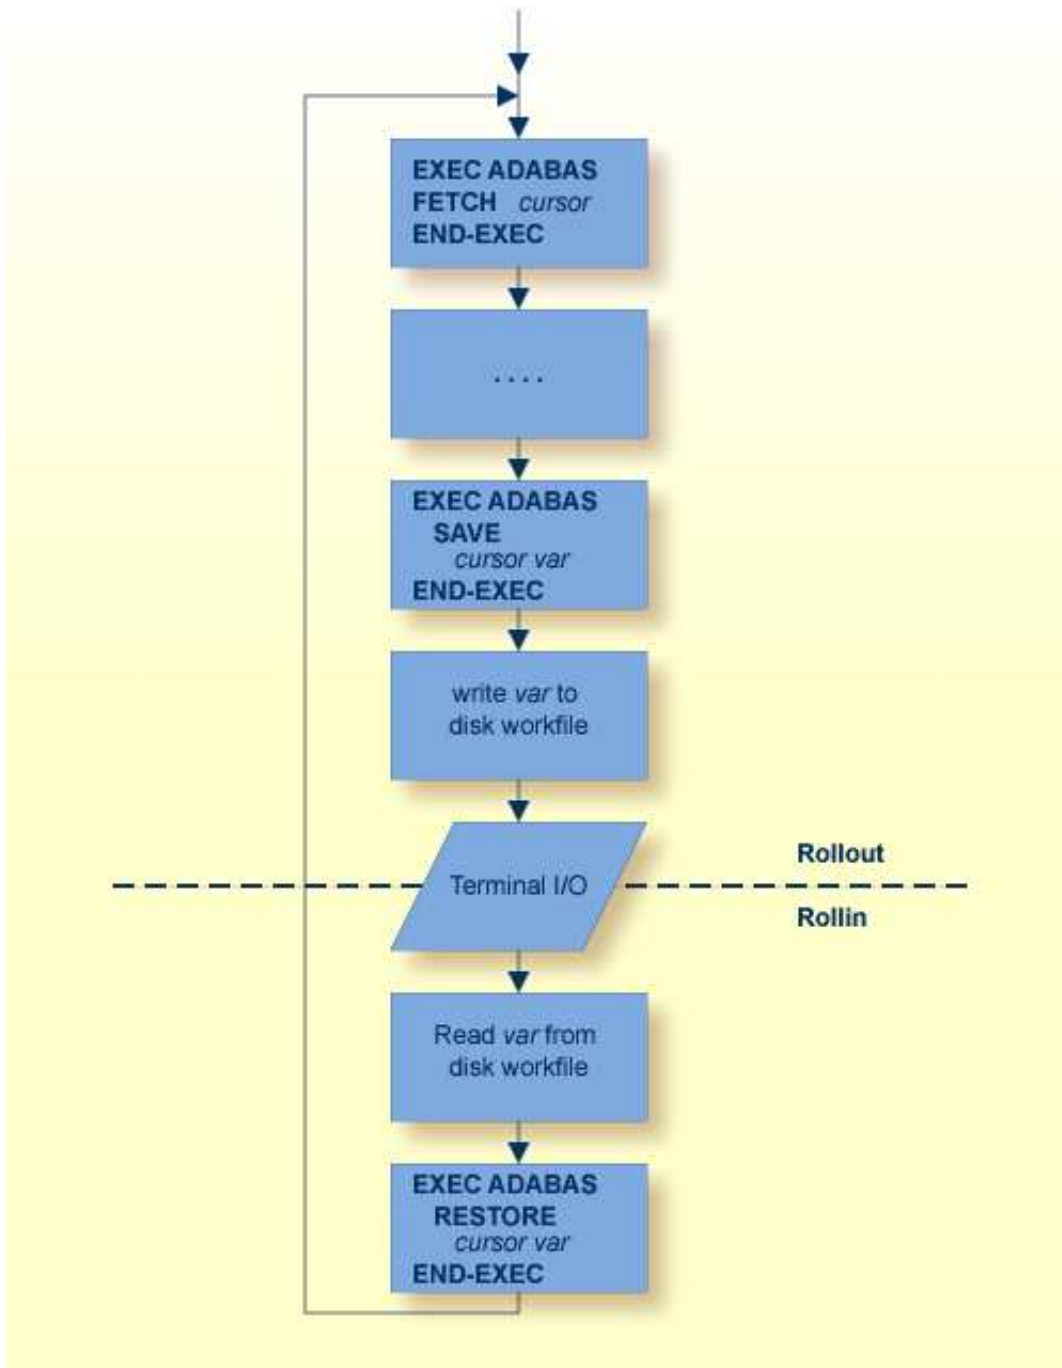 EXEC ADABAS
FETCH cursor
END-EXEC
....
EXEC ADABAS
SAVE
cursor var
END-EXEC
write var to
disk workfile
Rollout
Terminal I/O
Rollin
Read var from
disk workfile
EXEC ADABAS
RESTORE
cursor var
END-EXEC